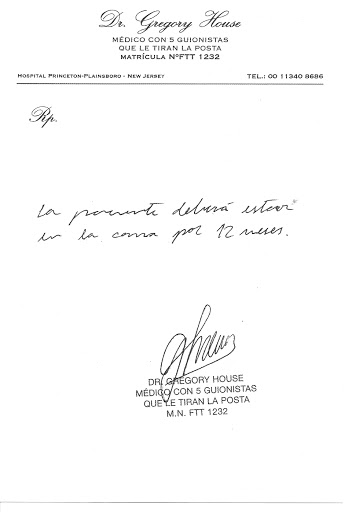 Dr. Gregory House
MÉDICO CON 5 GUIONISTAS
QUE LE TIRAN LA POSTA
MATRÍCULA NºFTT 1232
HOSPITAL PRINCETON-PLAINSBORO - NEW JERSEY
TEL.: 00 11340 8686
Rp.
La paciente deberá estar
en la cama por 12 meses.
DR. GREGORY HOUSE
MÉDICO CON 5 GUIONISTAS
QUE LE TIRAN LA POSTA
M.N. FTT 1232